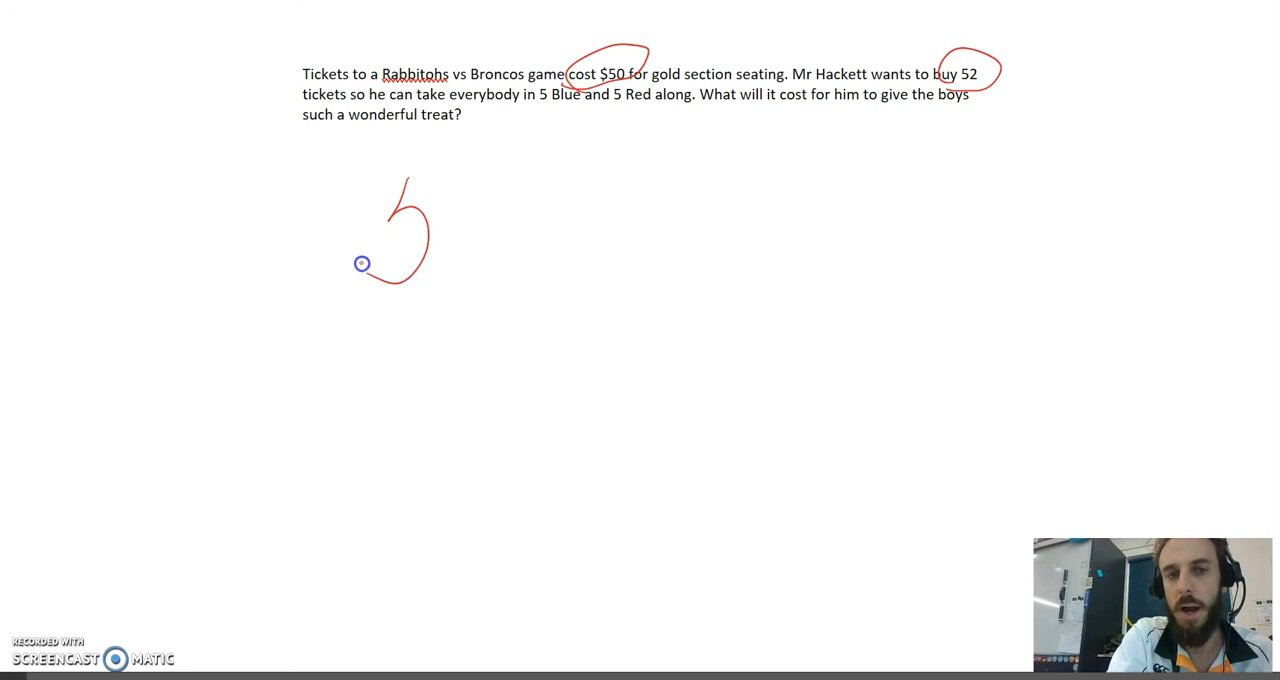 Tickets to a Rabbitohs vs Broncos game cost $50 for gold section seating. Mr Hackett wants to buy 52
tickets so he can take everybody in 5 Blue and 5 Red along. What will it cost for him to give the boys
such a wonderful treat?
5
RECORDED WITH
SCREENCAST MATIC